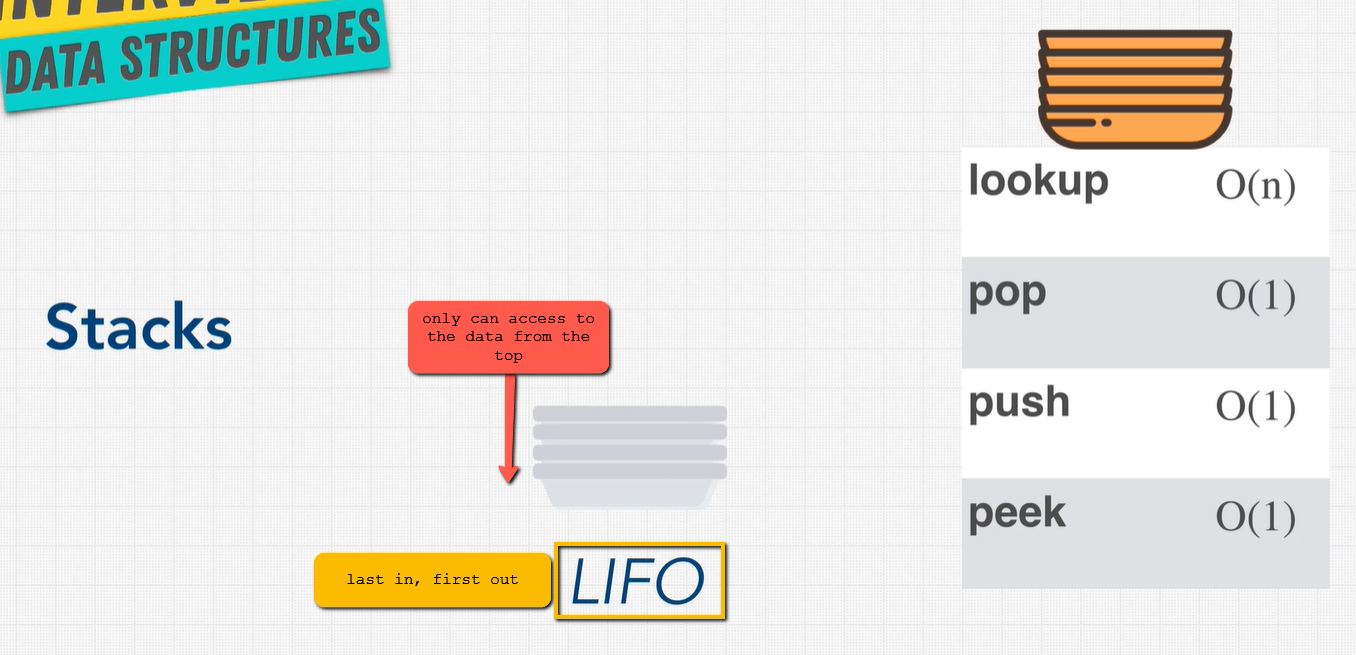 DATA STRUCTURES
Stacks
only can access to
the data from the
top
last in, first out
LIFO
lookup O(n)
pop O(1)
push O(1)
peek O(1)